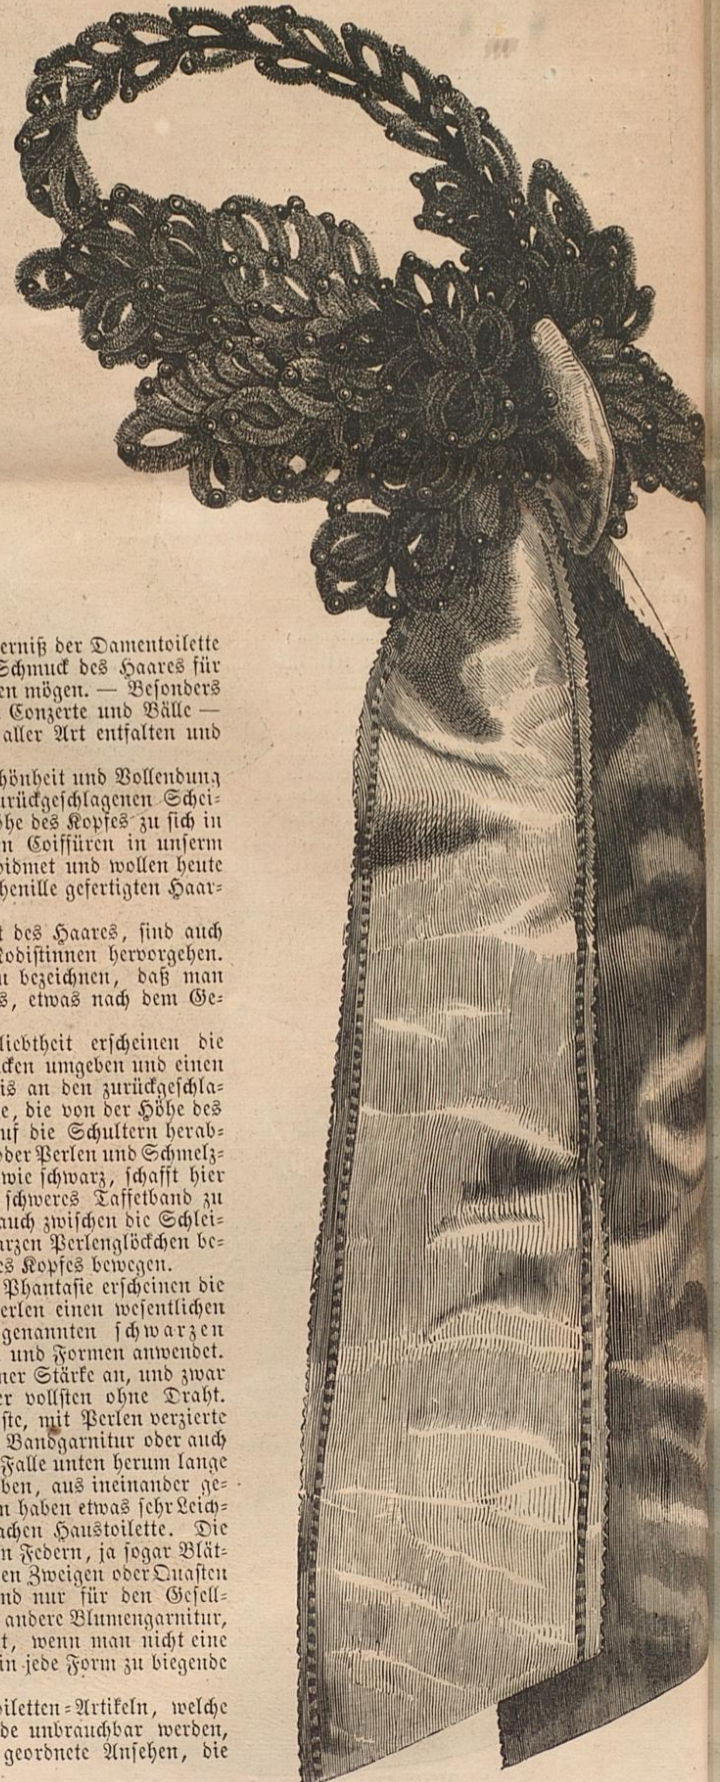 erniß der Damentoilette
Schmuck des Haares für
en mögen. — Besonders
Conzerte und Bälle —
aller Art entfalten und
hönheit und Vollendung
urückgeschlagenen Schei-
öhe des Kopfes zu sich in
n Coiffüren in unserm
vidmet und wollen heute
henille gefertigten Haar-
t des Haares, sind auch
Modistinnen hervorgehen.
u bezeichnen, daß man
s, etwas nach dem Ge-
liebtheit erscheinen die
cken umgeben und einen
is an den zurückgeschla-
e, die von der Höhe des
uf die Schultern herab-
oder Perlen und Schmelz-
wie schwarz, schafft hier
schweres Taffetband zu
auch zwischen die Schlei-
arzen Perlenglöckchen be-
es Kopfes bewegen.
Phantasie erscheinen die
erlen einen wesentlichen
genannten schwarzen
und Formen anwendet.
ner Stärke an, und zwar
er vollsten ohne Draht.
ste, mit Perlen verzierte
Bandgarnitur oder auch
Falle unten herum lange
ben, aus ineinander ge-
n haben etwas sehr Leich-
achen Haustoilette. Die
n Federn, ja sogar Blät-
en Zweigen oder Quasten
nd nur für den Gesell-
andere Blumengarnitur,
t, wenn man nicht eine
in jede Form zu biegende
oiletten-Artikeln, welche
de unbrauchbar werden,
geordnete Ansehen, die